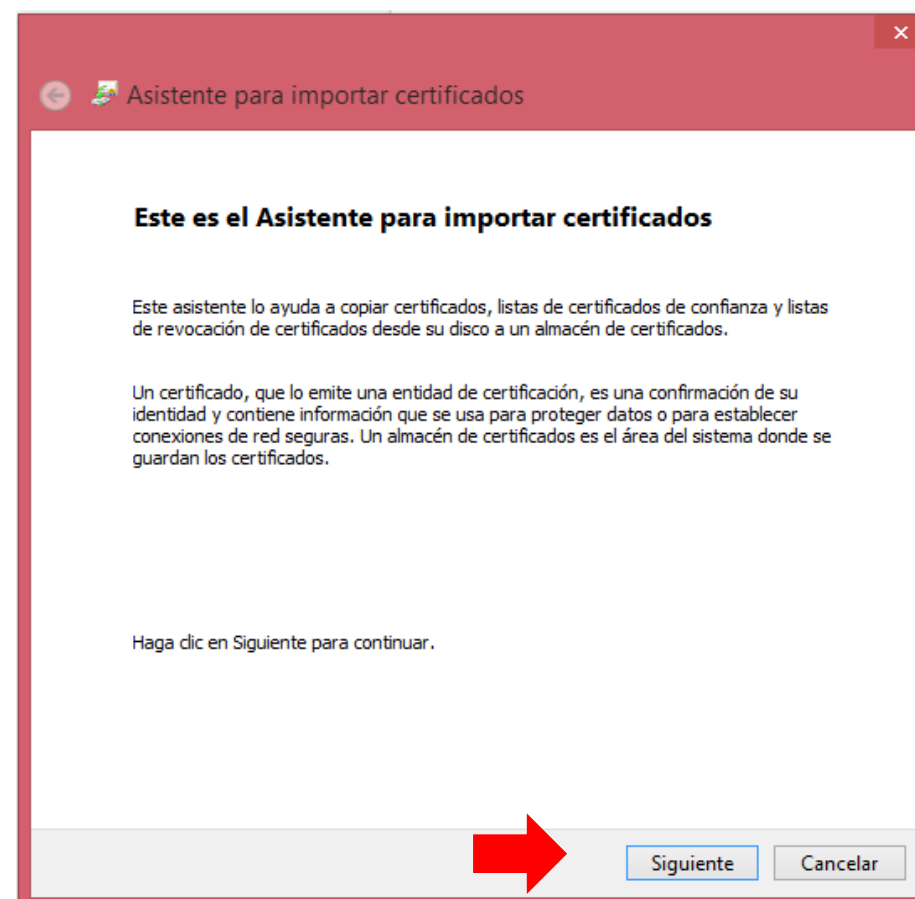 Asistente para importar certificados
Este es el Asistente para importar certificados
Este asistente lo ayuda a copiar certificados, listas de certificados de confianza y listas
de revocación de certificados desde su disco a un almacén de certificados.
Un certificado, que lo emite una entidad de certificación, es una confirmación de su
identidad y contiene información que se usa para proteger datos o para establecer
conexiones de red seguras. Un almacén de certificados es el área del sistema donde se
guardan los certificados.
Haga clic en Siguiente para continuar.
Siguiente Cancelar